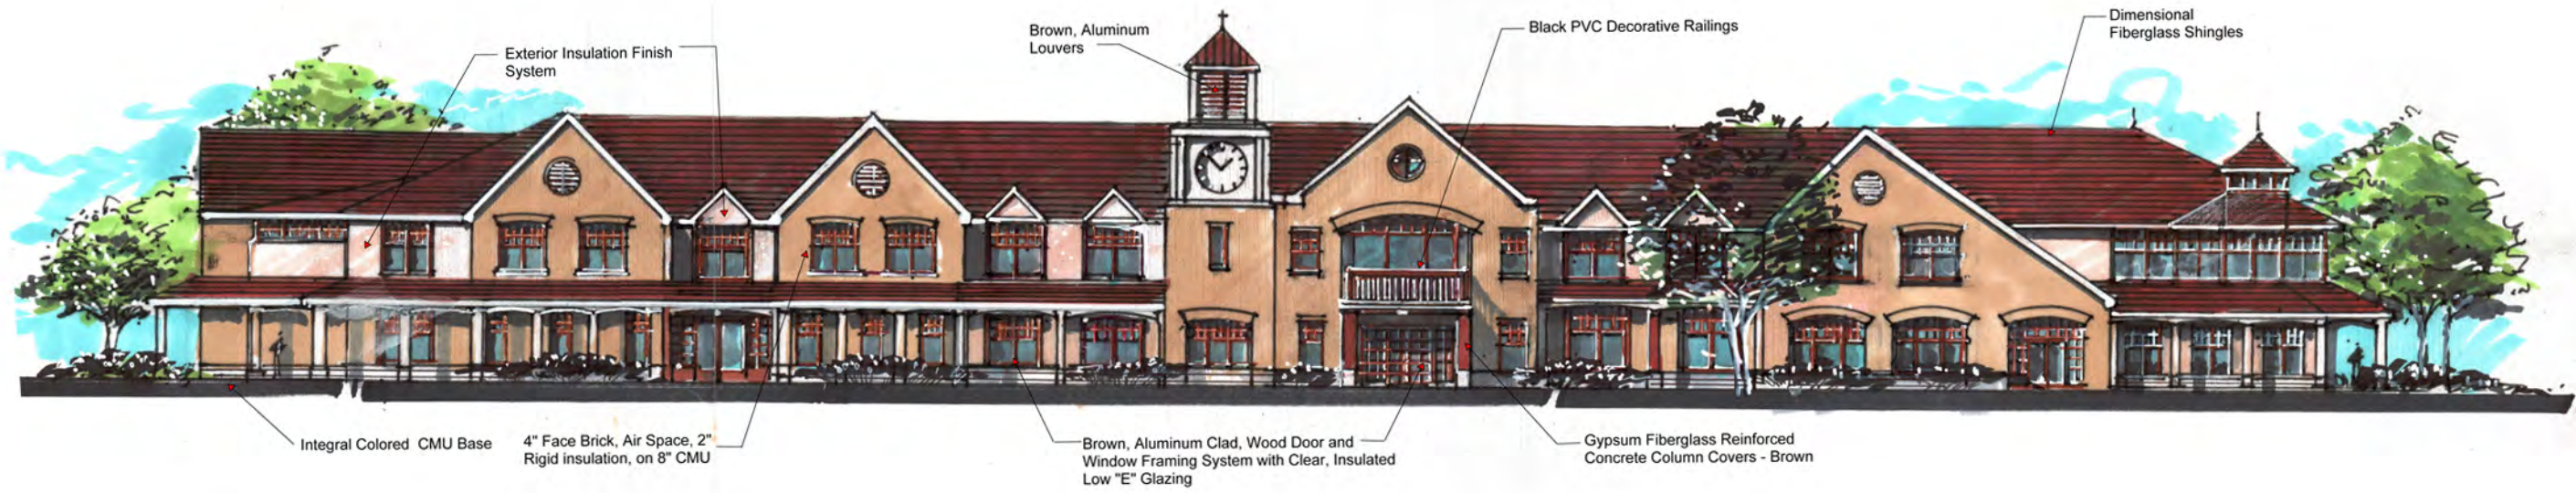 Exterior Insulation Finish
System
Brown, Aluminum
Louvers
Black PVC Decorative Railings
Dimensional
Fiberglass Shingles
Integral Colored CMU Base
4" Face Brick, Air Space, 2"
Rigid insulation, on 8" CMU
Brown, Aluminum Clad, Wood Door and
Window Framing System with Clear, Insulated
Low "E" Glazing
Gypsum Fiberglass Reinforced
Concrete Column Covers - Brown